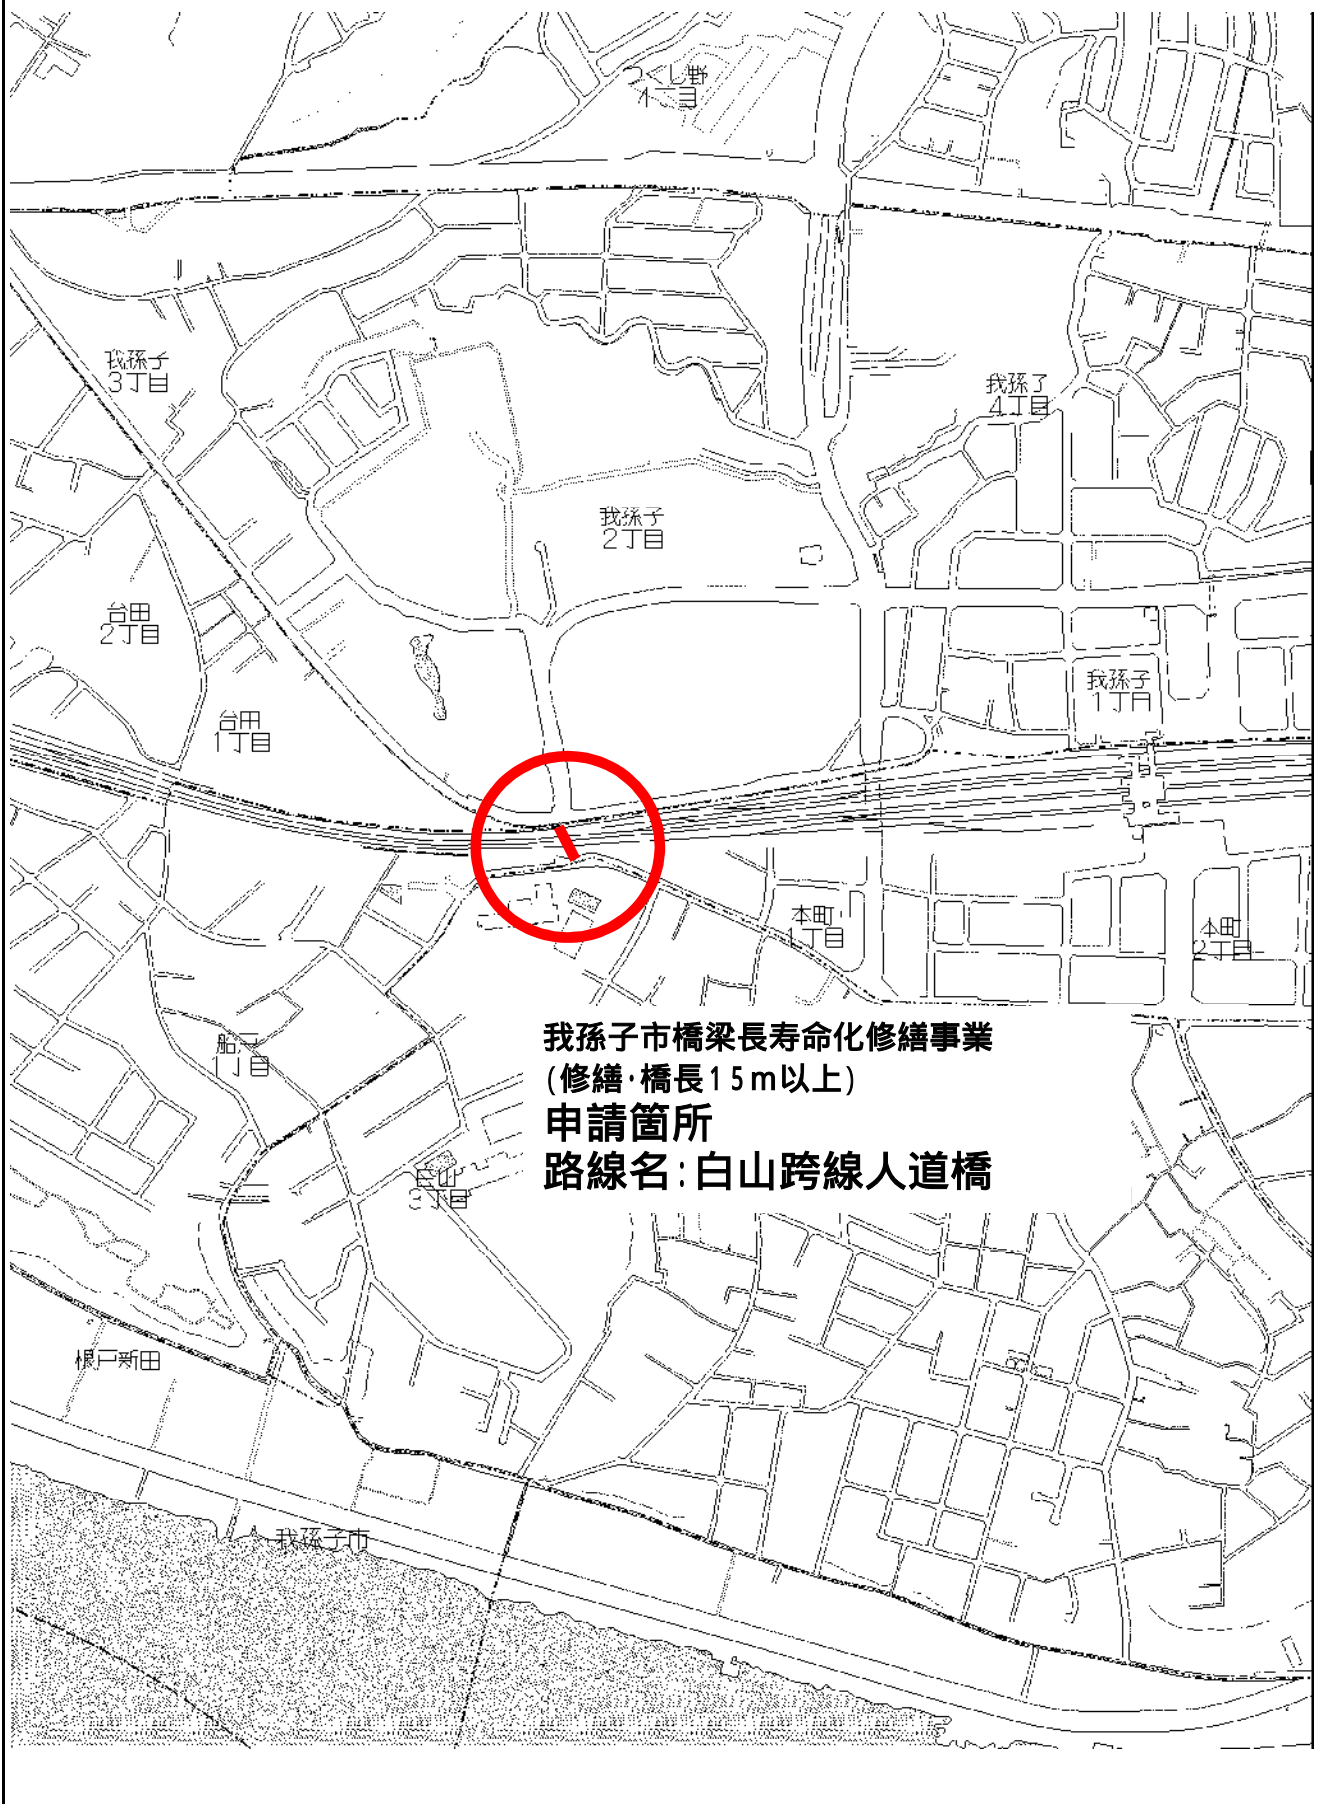 つくし野
4丁目
我孫子
3丁目
我孫子
4丁目
我孫子
2丁目
台田
2丁目
我孫子
1丁目
台田
1丁目
本町
1丁目
本町
2丁目
我孫子市橋梁長寿命化修繕事業
(修繕・橋長15m以上)
申請箇所
路線名:白山跨線人道橋
船戸
1丁目
白山
3丁目
根戸新田
我孫子市